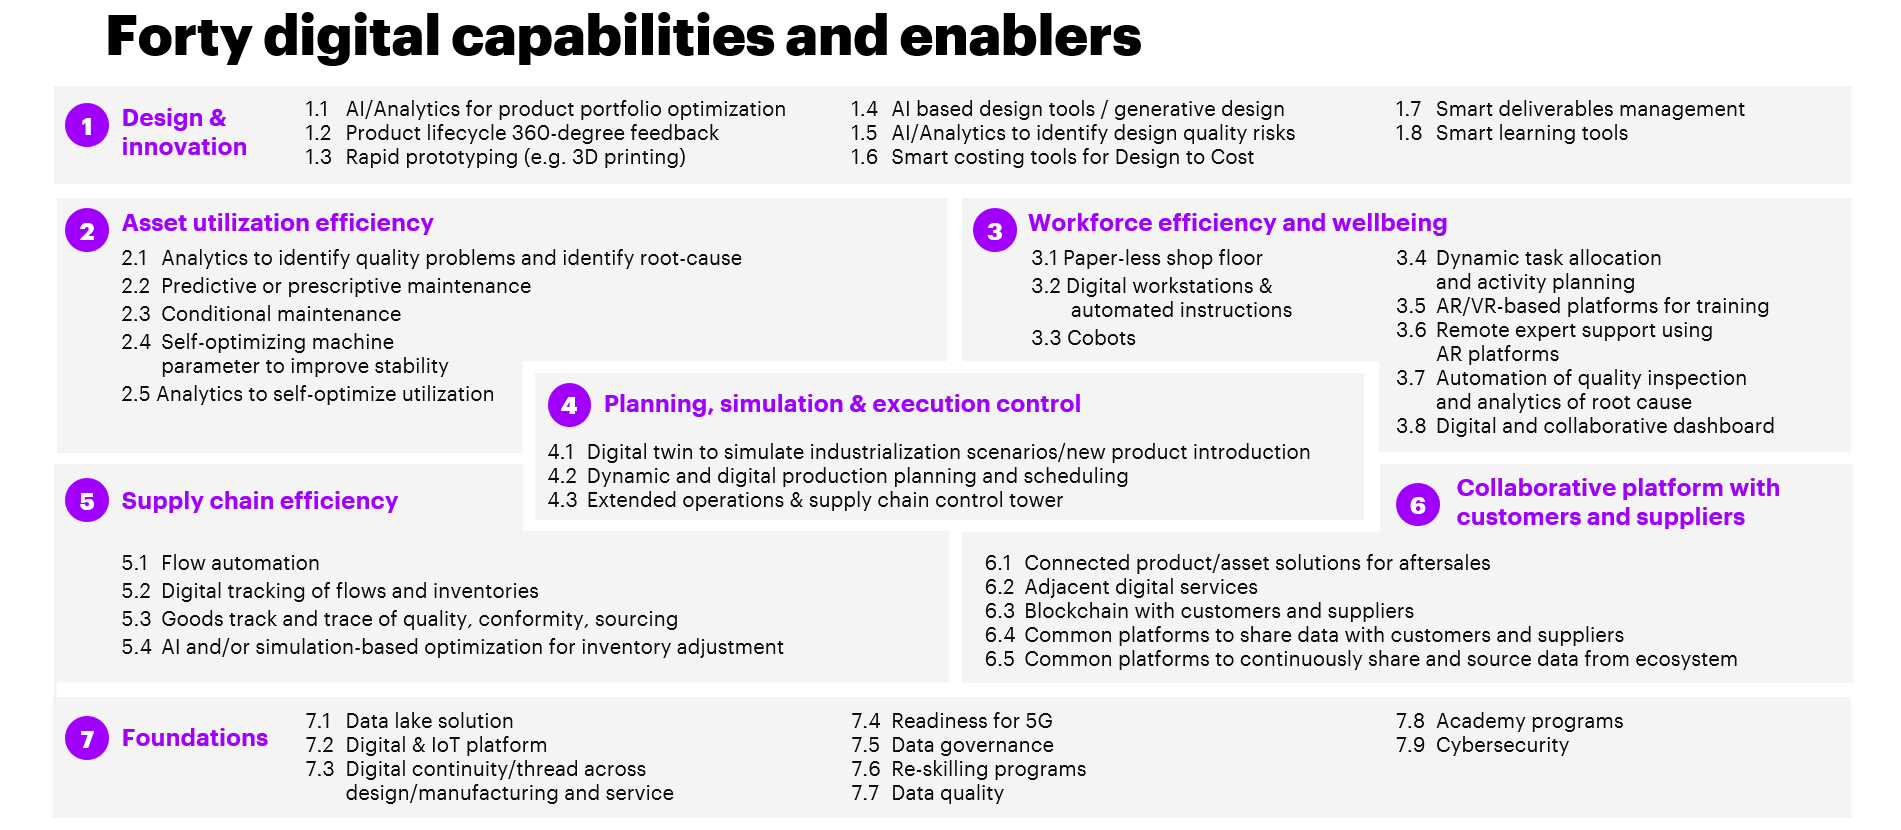 Forty digital capabilities and enablers
1 Design &
innovation
1.1 AI/Analytics for product portfolio optimization
1.2 Product lifecycle 360-degree feedback
1.3 Rapid prototyping (e.g. 3D printing)
1.4 AI based design tools / generative design
1.5 AI/Analytics to identify design quality risks
1.6 Smart costing tools for Design to Cost
1.7 Smart deliverables management
1.8 Smart learning tools
2 Asset utilization efficiency
2.1 Analytics to identify quality problems and identify root-cause
2.2 Predictive or prescriptive maintenance
2.3 Conditional maintenance
2.4 Self-optimizing machine
parameter to improve stability
2.5 Analytics to self-optimize utilization
3 Workforce efficiency and wellbeing
3.1 Paper-less shop floor
3.2 Digital workstations &
automated instructions
3.3 Cobots
3.4 Dynamic task allocation
and activity planning
3.5 AR/VR-based platforms for training
3.6 Remote expert support using
AR platforms
3.7 Automation of quality inspection
and analytics of root cause
3.8 Digital and collaborative dashboard
4 Planning, simulation & execution control
4.1 Digital twin to simulate industrialization scenarios/new product introduction
4.2 Dynamic and digital production planning and scheduling
4.3 Extended operations & supply chain control tower
5 Supply chain efficiency
5.1 Flow automation
5.2 Digital tracking of flows and inventories
5.3 Goods track and trace of quality, conformity, sourcing
5.4 AI and/or simulation-based optimization for inventory adjustment
6 Collaborative platform with
customers and suppliers
6.1 Connected product/asset solutions for aftersales
6.2 Adjacent digital services
6.3 Blockchain with customers and suppliers
6.4 Common platforms to share data with customers and suppliers
6.5 Common platforms to continuously share and source data from ecosystem
7 Foundations
7.1 Data lake solution
7.2 Digital & IoT platform
7.3 Digital continuity/thread across
design/manufacturing and service
7.4 Readiness for 5G
7.5 Data governance
7.6 Re-skilling programs
7.7 Data quality
7.8 Academy programs
7.9 Cybersecurity